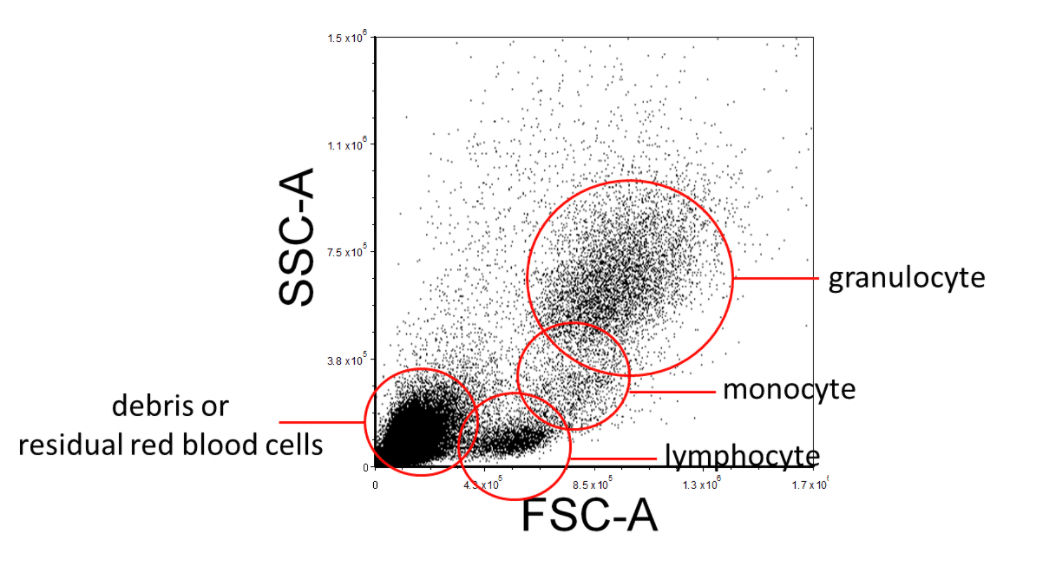 1.5 x10⁶
1.1 x10⁶
7.5 x10⁵
3.8 x10⁵
0
SSC-A
granulocyte
monocyte
lymphocyte
debris or
residual red blood cells
0
4.3 x10⁵
8.5 x10⁵
1.3 x10⁶
1.7 x10
FSC-A